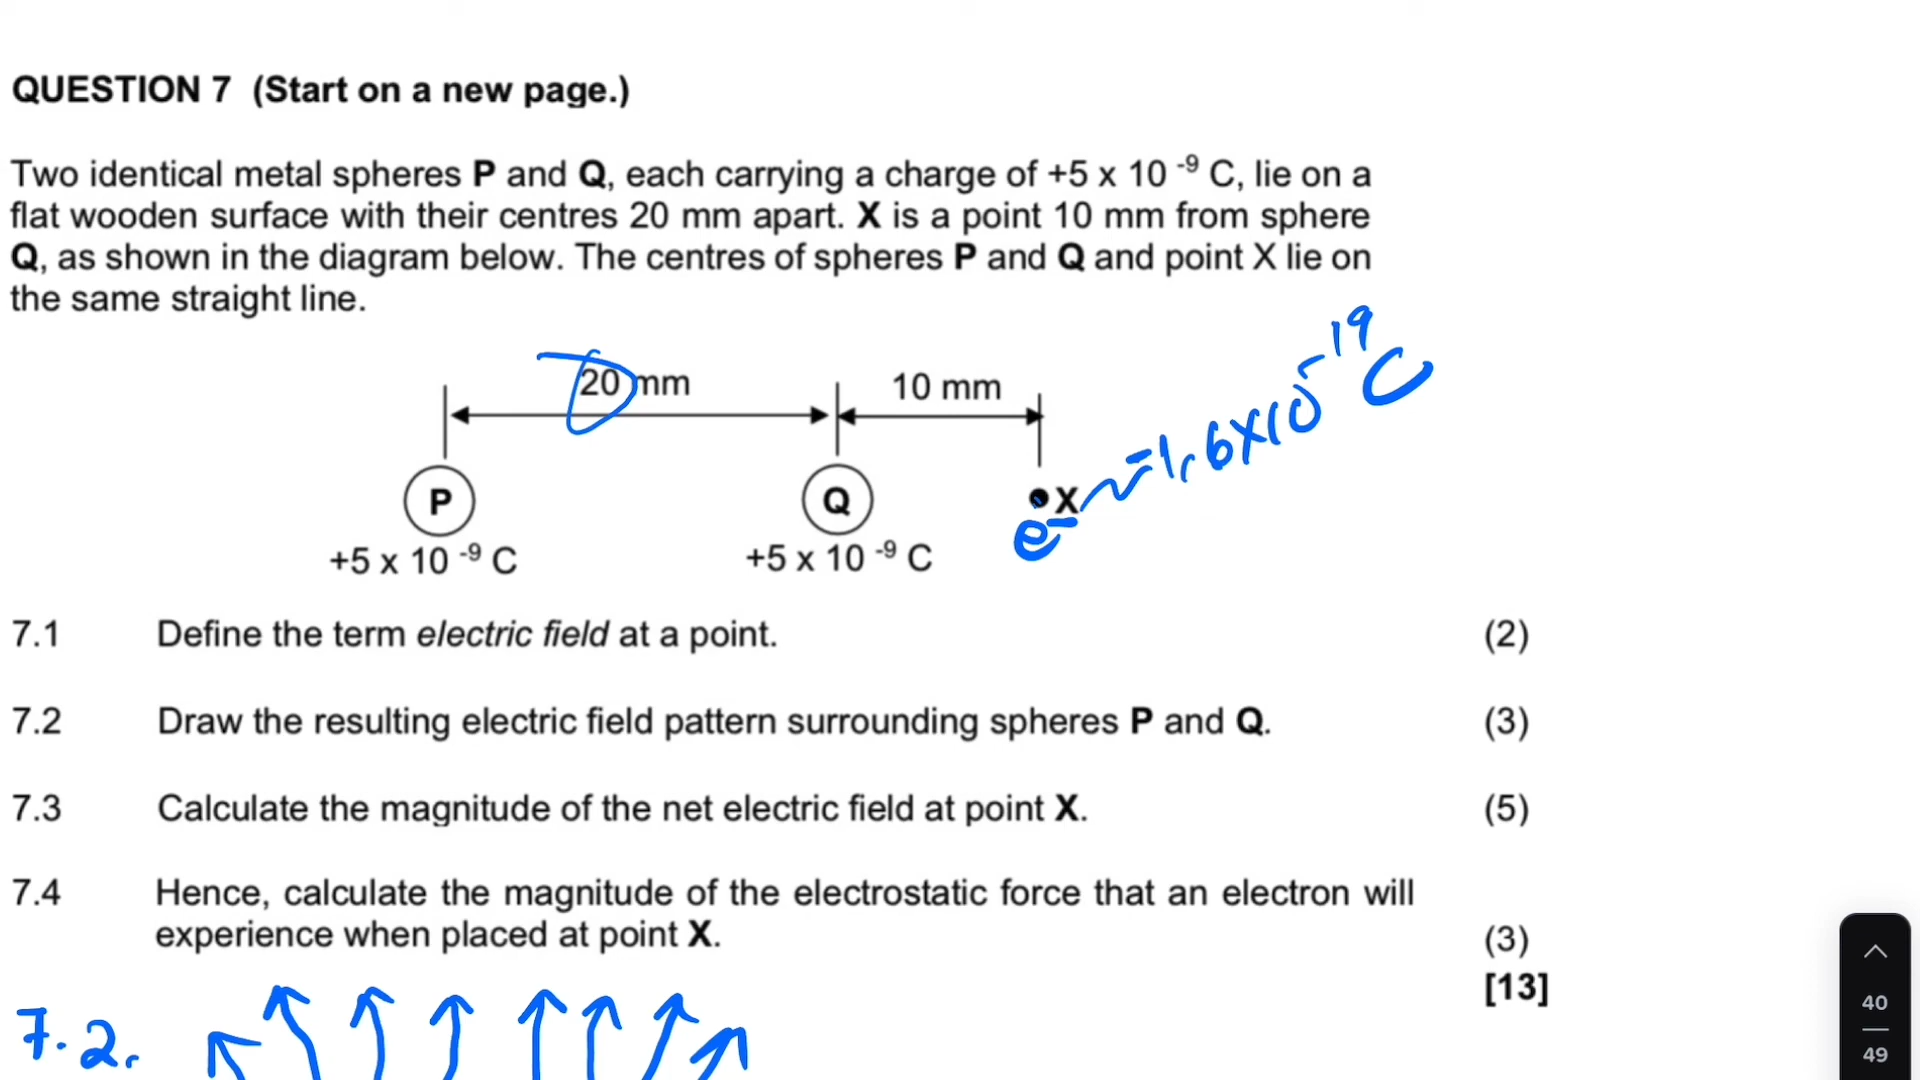 QUESTION 7 (Start on a new page.)
Two identical metal spheres P and Q, each carrying a charge of +5 x 10 -9 C, lie on a
flat wooden surface with their centres 20 mm apart. X is a point 10 mm from sphere
Q, as shown in the diagram below. The centres of spheres P and Q and point X lie on
the same straight line.
20 mm
10 mm
P
Q
X
e-
=1,6x10-19C
+5 x 10 -9 C
+5 x 10 -9 C
7.1 Define the term electric field at a point. (2)
7.2 Draw the resulting electric field pattern surrounding spheres P and Q. (3)
7.3 Calculate the magnitude of the net electric field at point X. (5)
7.4 Hence, calculate the magnitude of the electrostatic force that an electron will
experience when placed at point X. (3)
[13]
7.2.
40
49